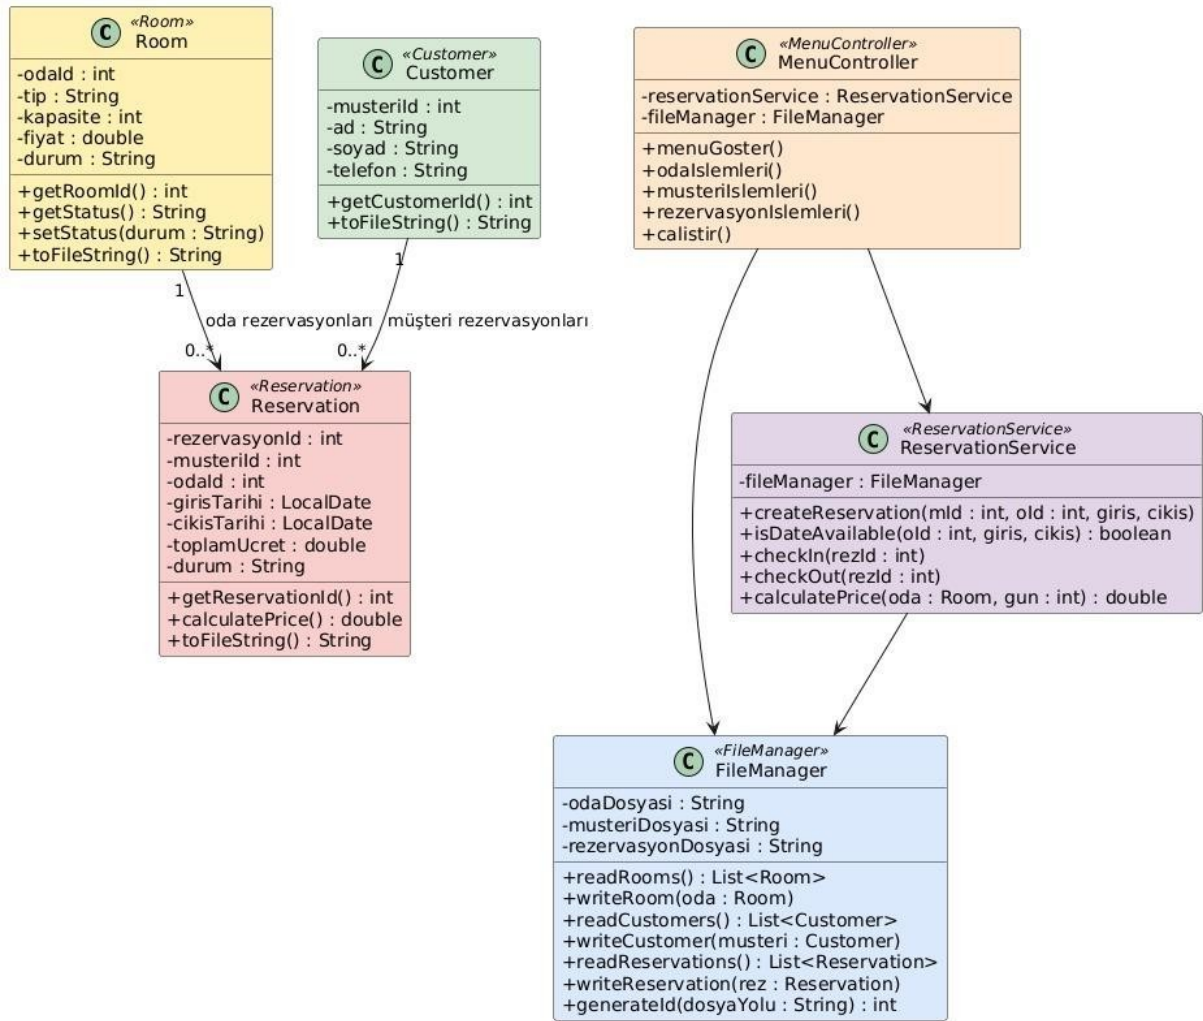 C «Room»
Room
-odaId : int
-tip : String
-kapasite : int
-fiyat : double
-durum : String
+getRoomId() : int
+getStatus() : String
+setStatus(durum : String)
+toFileString() : String
C «Customer»
Customer
-musteriId : int
-ad : String
-soyad : String
-telefon : String
+getCustomerId() : int
+toFileString() : String
C «MenuController»
MenuController
-reservationService : ReservationService
-fileManager : FileManager
+menuGoster()
+odaIslemleri()
+musteriIslemleri()
+rezervasyonIslemleri()
+calistir()
1
1
oda rezervasyonları
müşteri rezervasyonları
0..*
0..*
C «Reservation»
Reservation
-rezervasyonId : int
-musteriId : int
-odaId : int
-girisTarihi : LocalDate
-cikisTarihi : LocalDate
-toplamUcret : double
-durum : String
+getReservationId() : int
+calculatePrice() : double
+toFileString() : String
C «ReservationService»
ReservationService
-fileManager : FileManager
+createReservation(mId : int, oId : int, giris, cikis)
+isDateAvailable(oId : int, giris, cikis) : boolean
+checkIn(rezId : int)
+checkOut(rezId : int)
+calculatePrice(oda : Room, gun : int) : double
C «FileManager»
FileManager
-odaDosyasi : String
-musteriDosyasi : String
-rezervasyonDosyasi : String
+readRooms() : List<Room>
+writeRoom(oda : Room)
+readCustomers() : List<Customer>
+writeCustomer(musteri : Customer)
+readReservations() : List<Reservation>
+writeReservation(rez : Reservation)
+generateId(dosyaYolu : String) : int